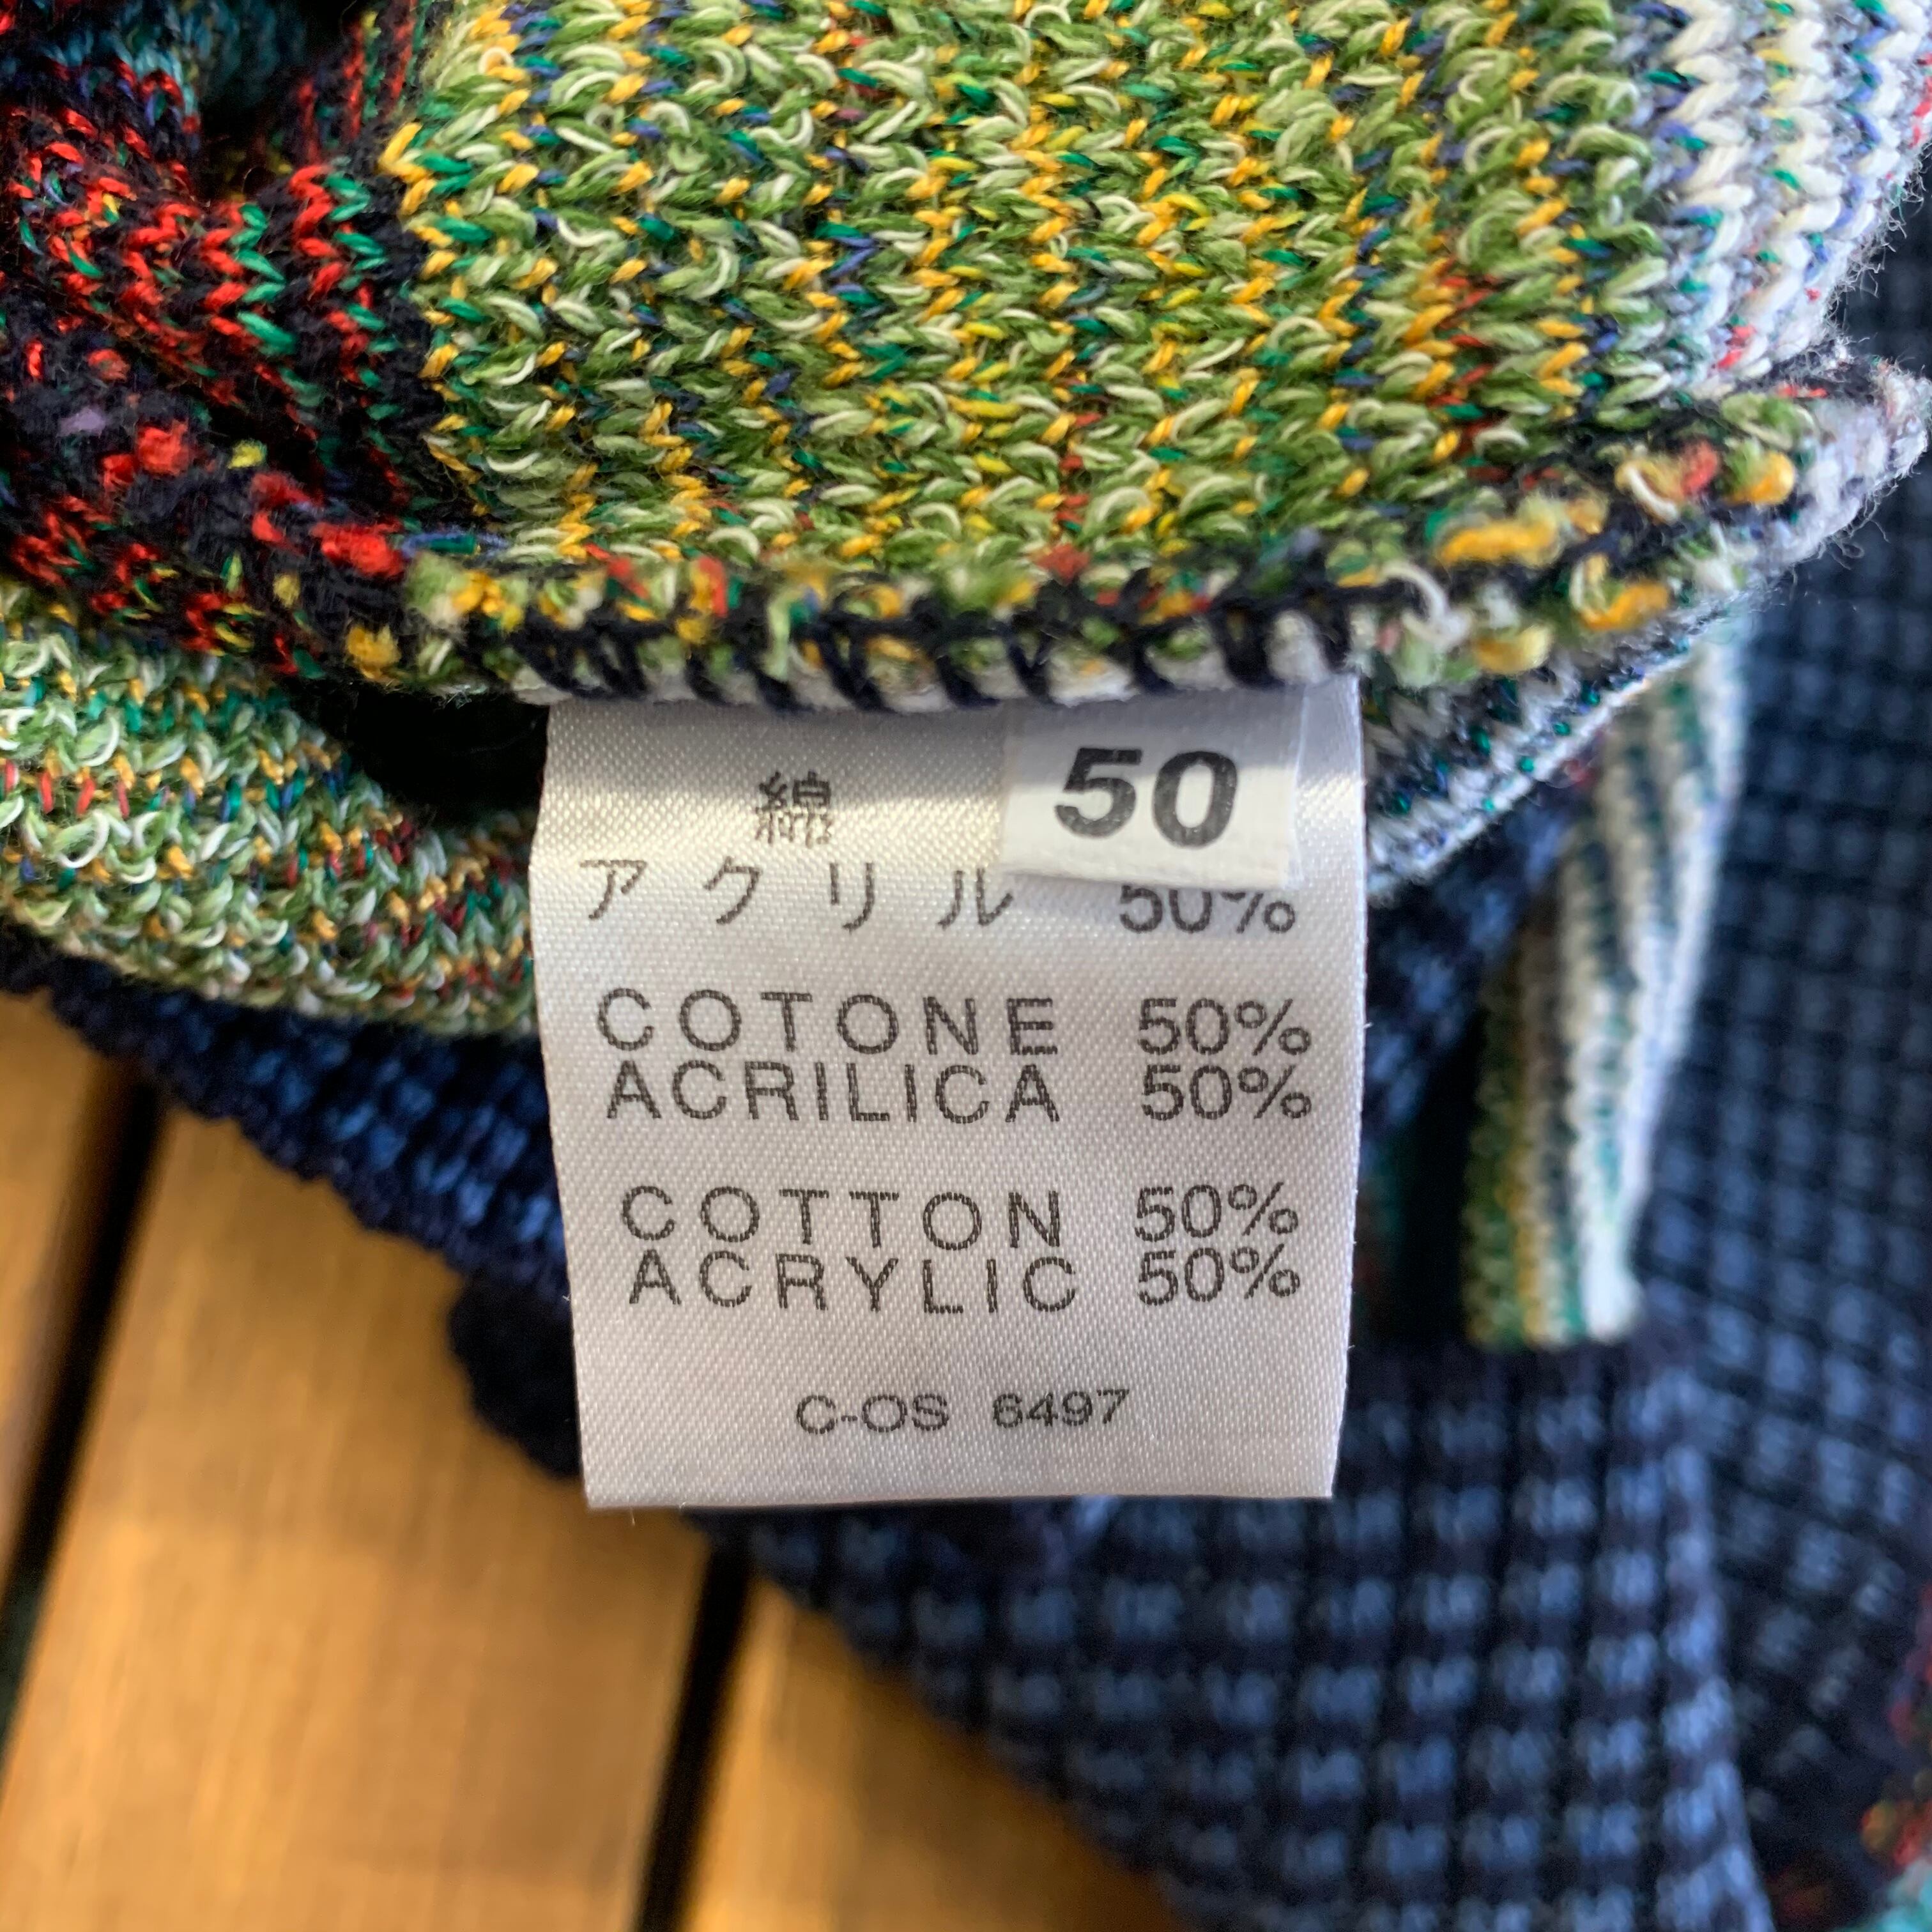 綿 50
アクリル 50%
COTONE 50%
ACRILICA 50%
COTTON 50%
ACRYLIC 50%
C-OS 6497